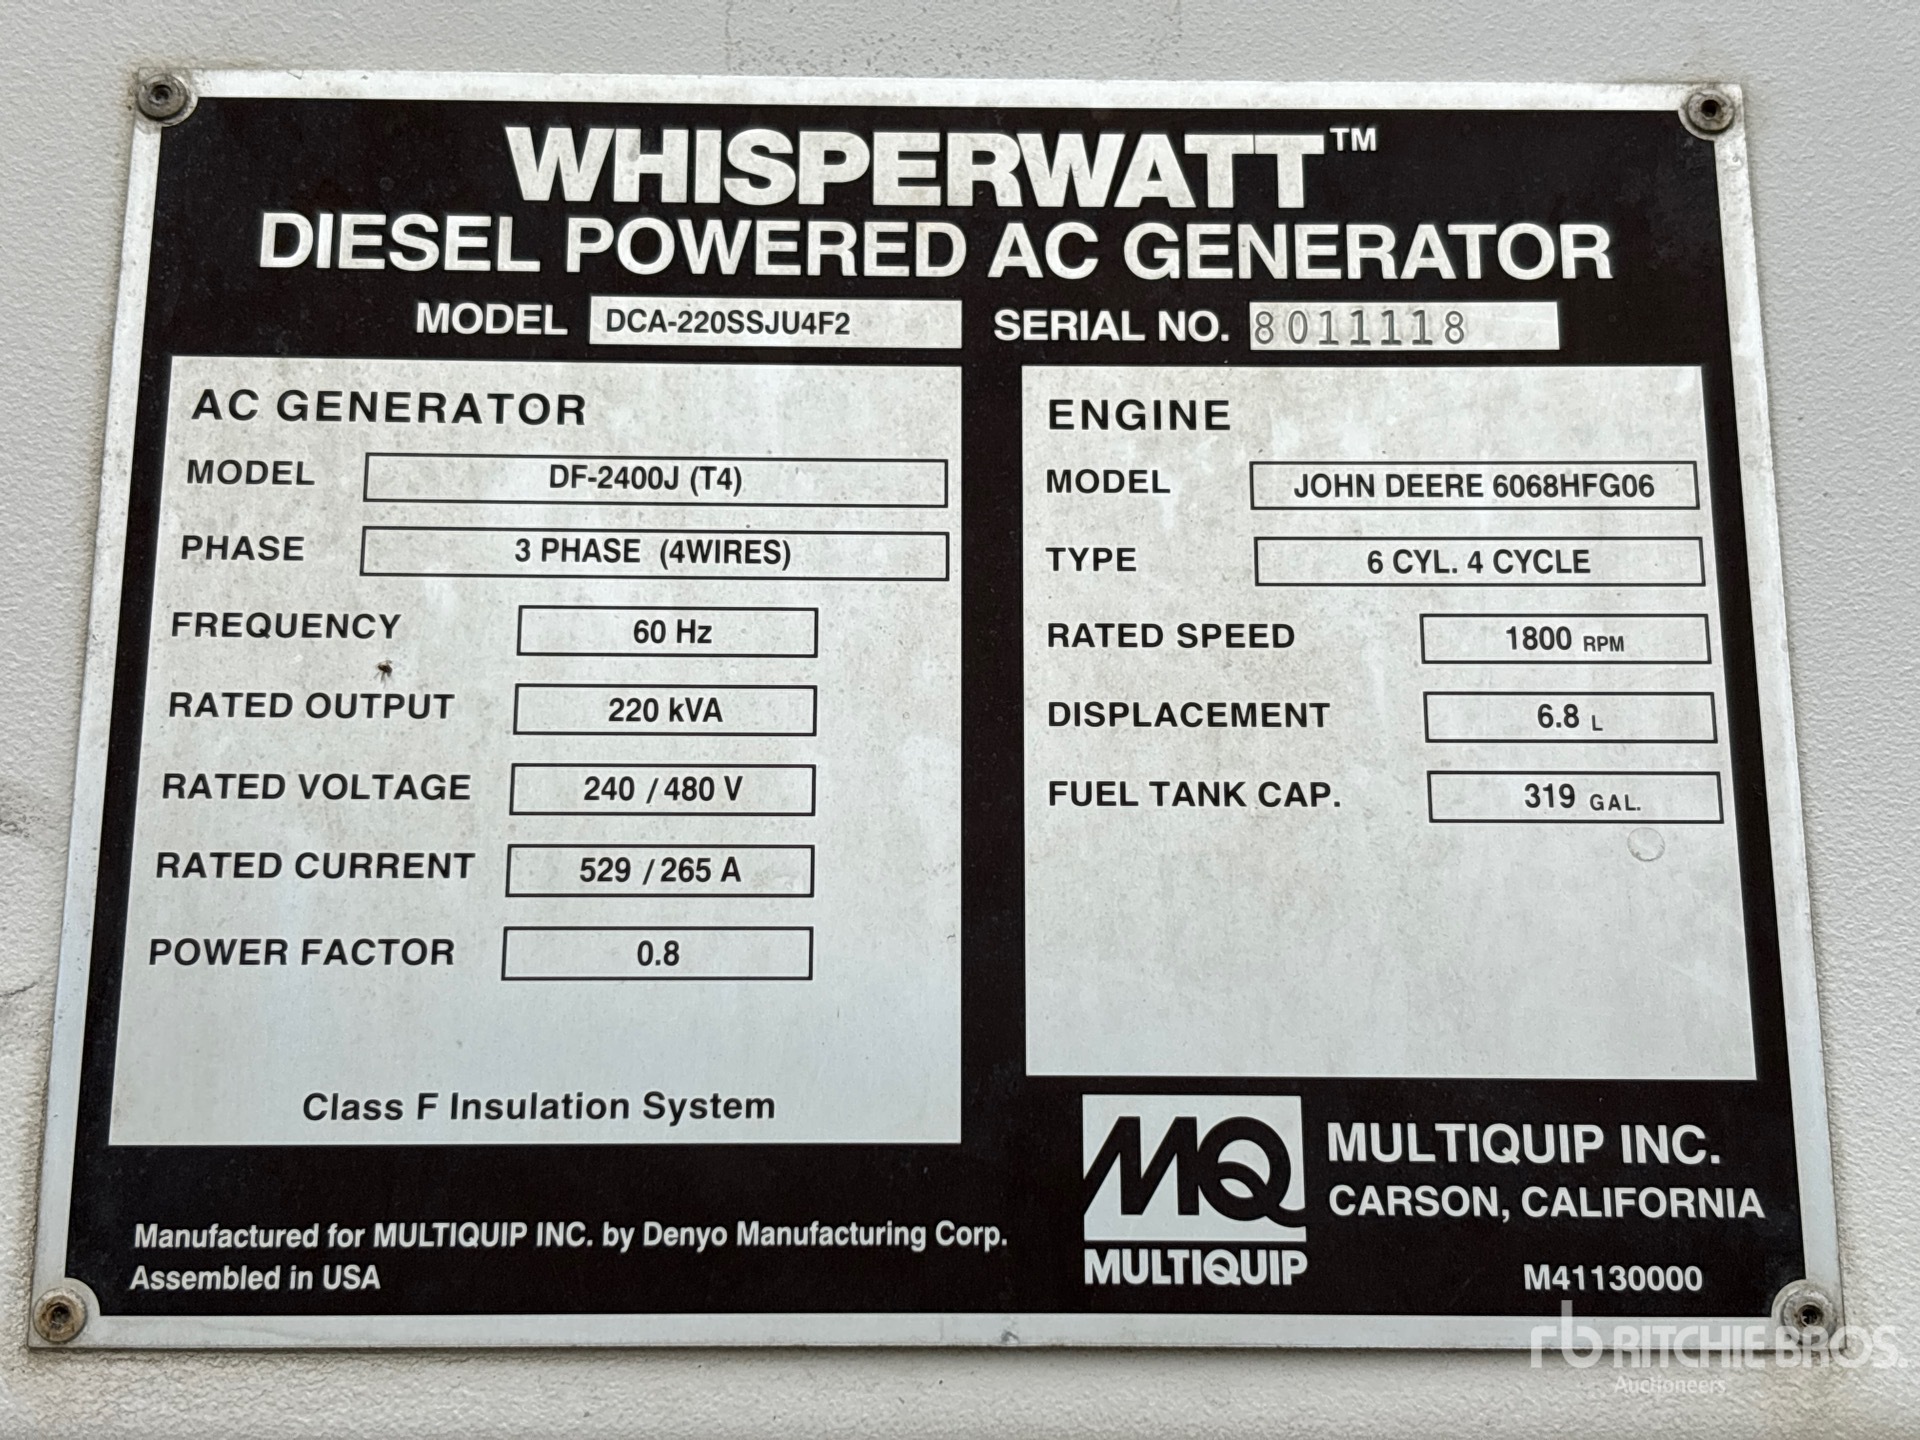 WHISPERWATT™
DIESEL POWERED AC GENERATOR
MODEL DCA-220SSJU4F2 SERIAL NO. 8011118
AC GENERATOR
MODEL DF-2400J (T4)
PHASE 3 PHASE (4WIRES)
FREQUENCY 60 Hz
RATED OUTPUT 220 kVA
RATED VOLTAGE 240 / 480 V
RATED CURRENT 529 / 265 A
POWER FACTOR 0.8
Class F Insulation System
ENGINE
MODEL JOHN DEERE 6068HFG06
TYPE 6 CYL. 4 CYCLE
RATED SPEED 1800 RPM
DISPLACEMENT 6.8 L
FUEL TANK CAP. 319 GAL.
Manufactured for MULTIQUIP INC. by Denyo Manufacturing Corp.
Assembled in USA
MQ
MULTIQUIP
MULTIQUIP INC.
CARSON, CALIFORNIA
M41130000
rb RITCHIE BROS.
Auctioneers